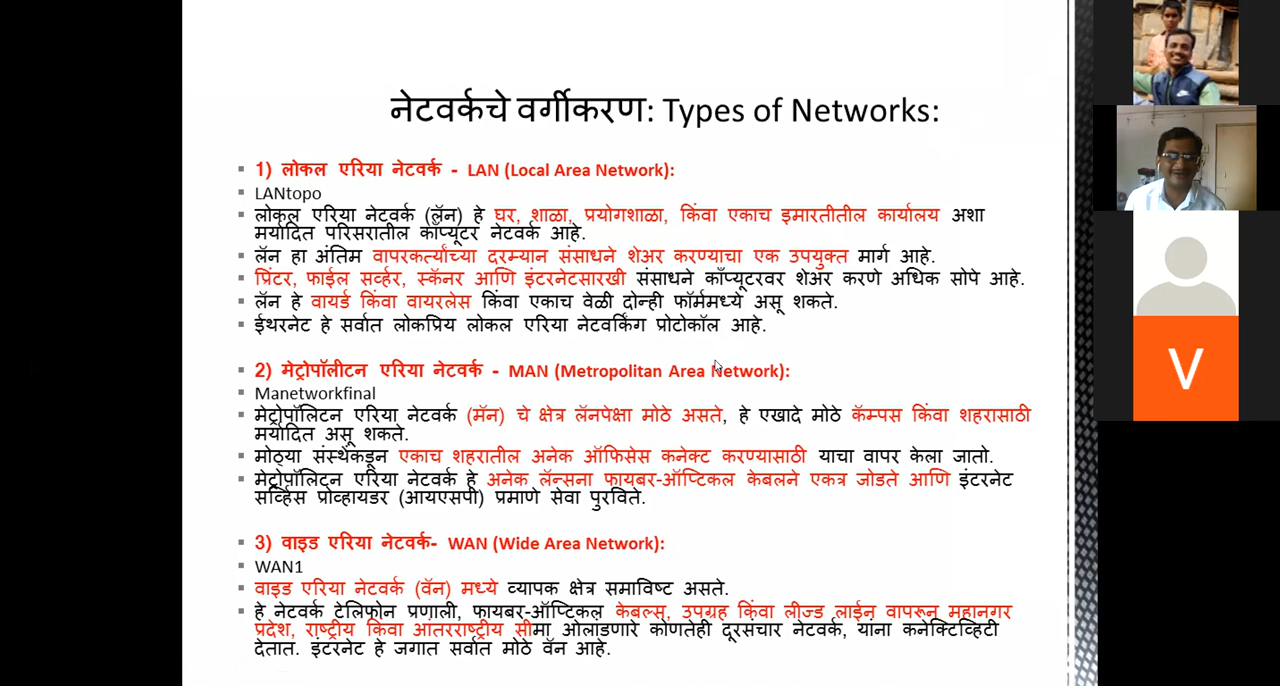 नेटवर्कचे वर्गीकरण: Types of Networks:
1) लोकल एरिया नेटवर्क - LAN (Local Area Network):
LANtopo
लोकल एरिया नेटवर्क (लॅन) हे घर, शाळा, प्रयोगशाळा, किंवा एकाच इमारतीतील कार्यालय अशा
मर्यादित परिसरातील कॉम्प्यूटर नेटवर्क आहे.
लॅन हा अंतिम वापरकर्त्यांच्या दरम्यान संसाधने शेअर करण्याचा एक उपयुक्त मार्ग आहे.
प्रिंटर, फाईल सर्व्हर, स्कॅनर आणि इंटरनेटसारखी संसाधने कॉंप्यूटरवर शेअर करणे अधिक सोपे आहे.
लॅन हे वायर्ड किंवा वायरलेस किंवा एकाच वेळी दोन्ही फॉर्ममध्ये असू शकते.
ईथरनेट हे सर्वात लोकप्रिय लोकल एरिया नेटवर्किंग प्रोटोकॉल आहे.
2) मेट्रोपॉलीटन एरिया नेटवर्क - MAN (Metropolitan Area Network):
Manetworkfinal
मेट्रोपॉलिटन एरिया नेटवर्क (मॅन) चे क्षेत्र लॅनपेक्षा मोठे असते, हे एखादे मोठे कॅम्पस किंवा शहरासाठी
मर्यादित असू शकते.
मोठ्या संस्थेकडून एकाच शहरातील अनेक ऑफिसेस कनेक्ट करण्यासाठी याचा वापर केला जातो.
मेट्रोपॉलिटन एरिया नेटवर्क हे अनेक लॅन्सना फायबर-ऑप्टिकल केबलने एकत्र जोडते आणि इंटरनेट
सर्व्हिस प्रोव्हायडर (आयएसपी) प्रमाणे सेवा पुरविते.
3) वाइड एरिया नेटवर्क- WAN (Wide Area Network):
WAN1
वाइड एरिया नेटवर्क (वॅन) मध्ये व्यापक क्षेत्र समाविष्ट असते.
हे नेटवर्क टेलिफोन प्रणाली, फायबर-ऑप्टिकल केबल्स, उपग्रह किंवा लीज्ड लाईन वापरून महानगर
प्रदेश, राष्ट्रीय किंवा आंतरराष्ट्रीय सीमा ओलांडणारे कोणतेही दूरसंचार नेटवर्क, यांना कनेक्टिव्हिटी
देतात. इंटरनेट हे जगात सर्वात मोठे वॅन आहे.
V